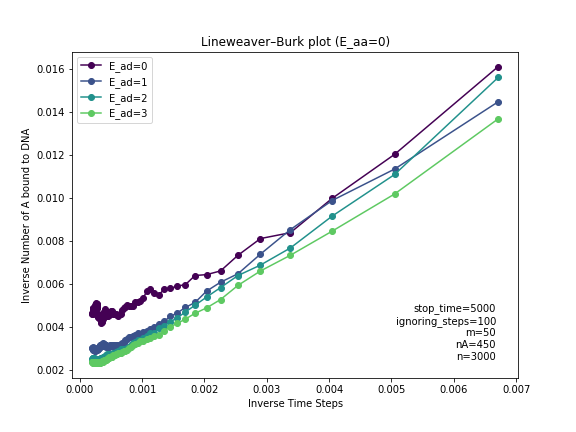 Lineweaver–Burk plot (E_aa=0)
E_ad=0
E_ad=1
E_ad=2
E_ad=3
Inverse Number of A bound to DNA
0.016
0.014
0.012
0.010
0.008
0.006
0.004
0.002
stop_time=5000
ignoring_steps=100
m=50
nA=450
n=3000
0.000 0.001 0.002 0.003 0.004 0.005 0.006 0.007
Inverse Time Steps